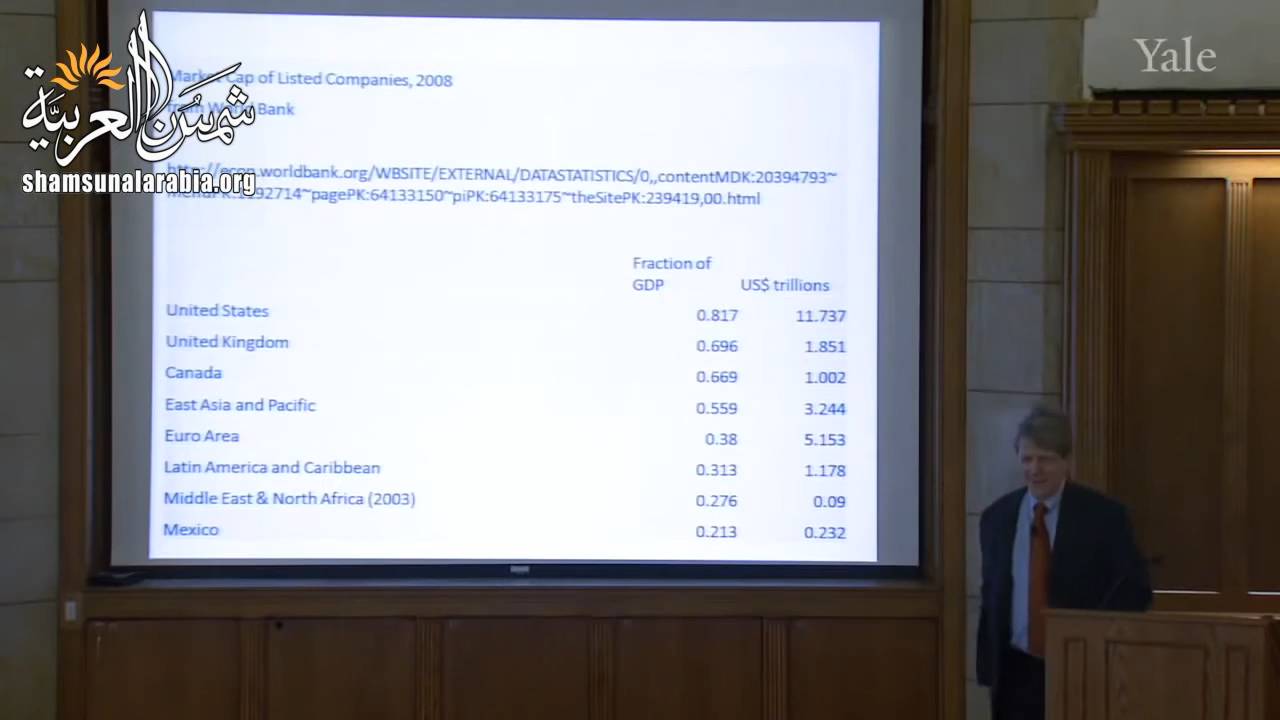 Yale
شمس العربية
shamsunalarabia.org
Market Cap of Listed Companies, 2008
from World Bank
http://econ.worldbank.org/WBSITE/EXTERNAL/DATASTATISTICS/0,,contentMDK:20394793~
menuPK:1192714~pagePK:64133150~piPK:64133175~theSitePK:239419,00.html
Fraction of
GDP US$ trillions
United States 0.817 11.737
United Kingdom 0.696 1.851
Canada 0.669 1.002
East Asia and Pacific 0.559 3.244
Euro Area 0.38 5.153
Latin America and Caribbean 0.313 1.178
Middle East & North Africa (2003) 0.276 0.09
Mexico 0.213 0.232